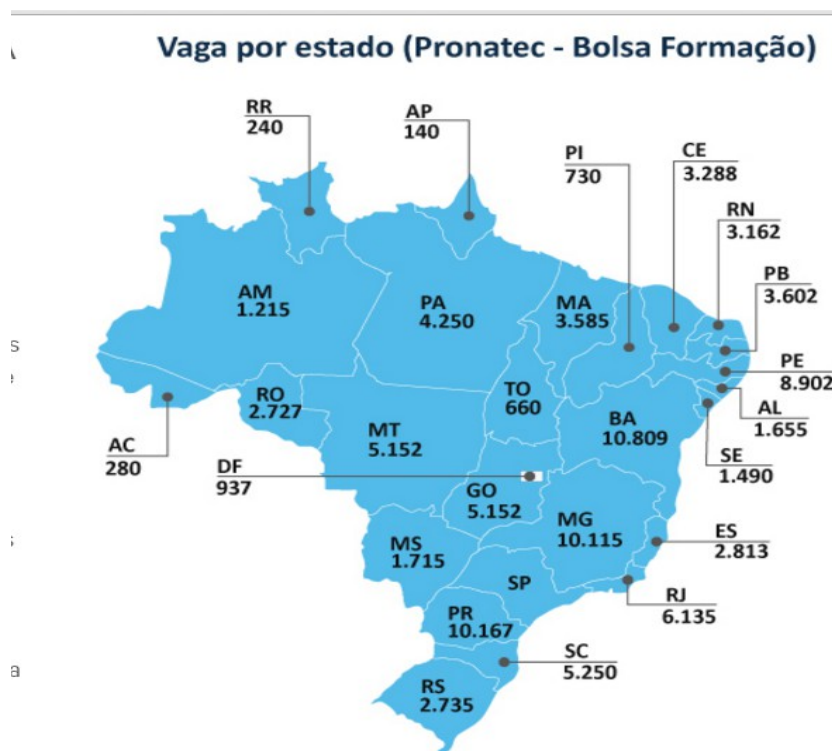 Vaga por estado (Pronatec - Bolsa Formação)
RR
240
AP
140
PI
730
CE
3.288
RN
3.162
PB
3.602
AM
1.215
PA
4.250
MA
3.585
PE
8.902
AL
1.655
SE
1.490
AC
280
RO
2.727
TO
660
BA
10.809
MT
5.152
DF
937
GO
5.152
MG
10.115
ES
2.813
MS
1.715
SP
RJ
6.135
PR
10.167
SC
5.250
RS
2.735